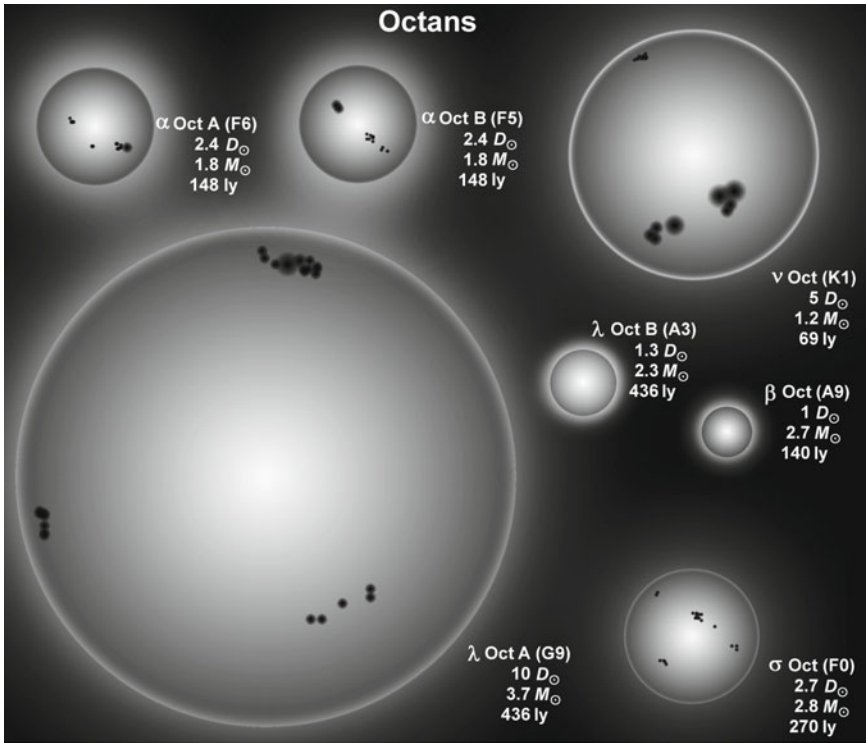 Octans
α Oct A (F6)
2.4 D☉
1.8 M☉
148 ly
α Oct B (F5)
2.4 D☉
1.8 M☉
148 ly
ν Oct (K1)
5 D☉
1.2 M☉
69 ly
λ Oct B (A3)
1.3 D☉
2.3 M☉
436 ly
β Oct (A9)
1 D☉
2.7 M☉
140 ly
λ Oct A (G9)
10 D☉
3.7 M☉
436 ly
σ Oct (F0)
2.7 D☉
2.8 M☉
270 ly